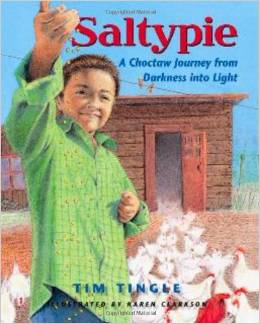 Saltypie
A Choctaw Journey from
Darkness into Light
TIM TINGLE
ILLUSTRATED BY KAREN CLARKSON